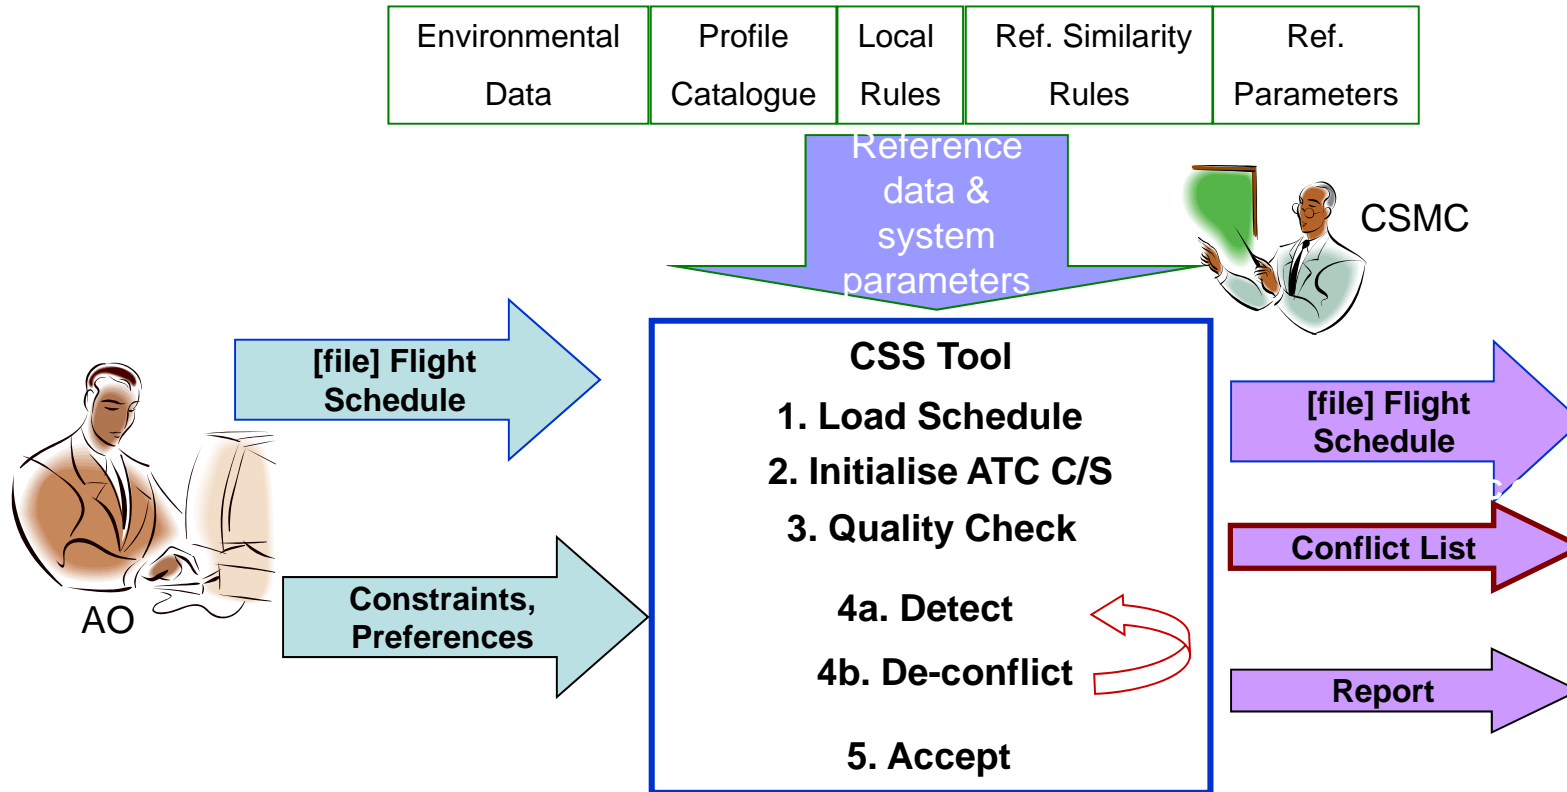 Environmental
Data
Profile
Catalogue
Local
Rules
Ref. Similarity
Rules
Ref.
Parameters
Reference
data &
system
parameters
CSMC
[file] Flight
Schedule
AO
Constraints,
Preferences
CSS Tool
1. Load Schedule
2. Initialise ATC C/S
3. Quality Check
4a. Detect
4b. De-conflict
5. Accept
[file] Flight
Schedule
Conflict List
Report